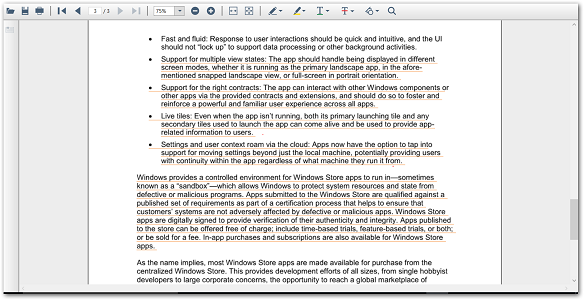 3 / 3
75%
• Fast and fluid: Response to user interactions should be quick and intuitive, and the UI
should not "lock up" to support data processing or other background activities.
• Support for multiple view states: The app should handle being displayed in different
screen modes, whether it is running as the primary landscape app, in the afore-
mentioned snapped landscape view, or full-screen in portrait orientation.
• Support for the right contracts: The app can interact with other Windows components or
other apps via the provided contracts and extensions, and should do so to foster and
reinforce a powerful and familiar user experience across all apps.
• Live tiles: Even when the app isn't running, both its primary launching tile and any
secondary tiles used to launch the app can come alive and be used to provide app-
related information to users.
• Settings and user context roam via the cloud: Apps now have the option to tap into
support for moving settings beyond just the local machine, potentially providing users
with continuity within the app regardless of what machine they run it from.
Windows provides a controlled environment for Windows Store apps to run in—sometimes
known as a "sandbox"—which allows Windows to protect system resources and state from
defective or malicious programs. Apps submitted to the Windows Store are qualified against a
published set of requirements as part of a certification process that helps to ensure that
customers' systems are not adversely affected by defective or malicious apps. Windows Store
apps are digitally signed to provide verification of their authenticity and integrity. Apps published
to the store can be offered free of charge; include time-based trials, feature-based trials, or both;
or be sold for a fee. In-app purchases and subscriptions are also available for Windows Store
apps.
As the name implies, most Windows Store apps are made available for purchase from the
centralized Windows Store. This provides development efforts of all sizes, from single hobbyist
developers to large corporate concerns, the opportunity to reach a global marketplace of